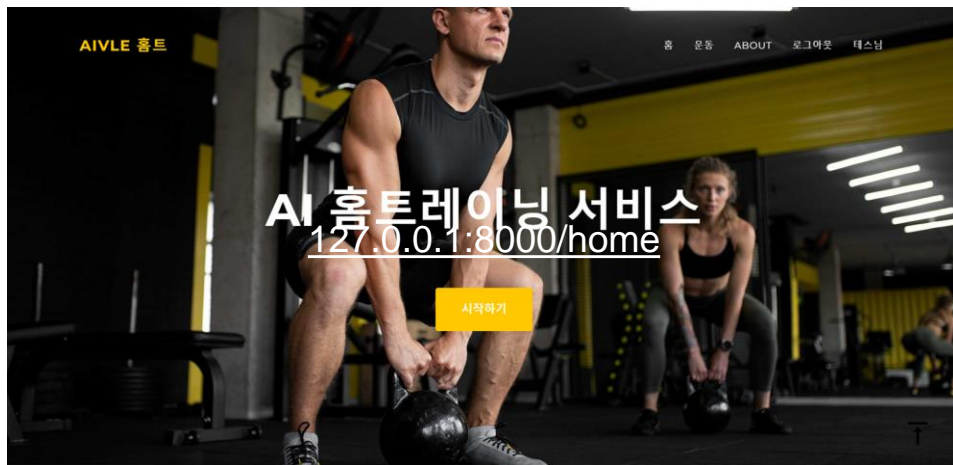 AIVLE 홈트
홈 운동 ABOUT 로그아웃 테스님
AI 홈트레이닝 서비스
127.0.0.1:8000/home
시작하기